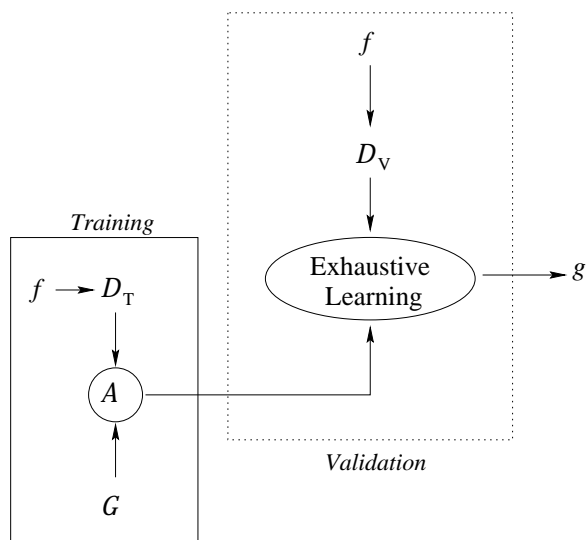 f
D_V
Training
Exhaustive
Learning
g
f
D_T
A
Validation
G